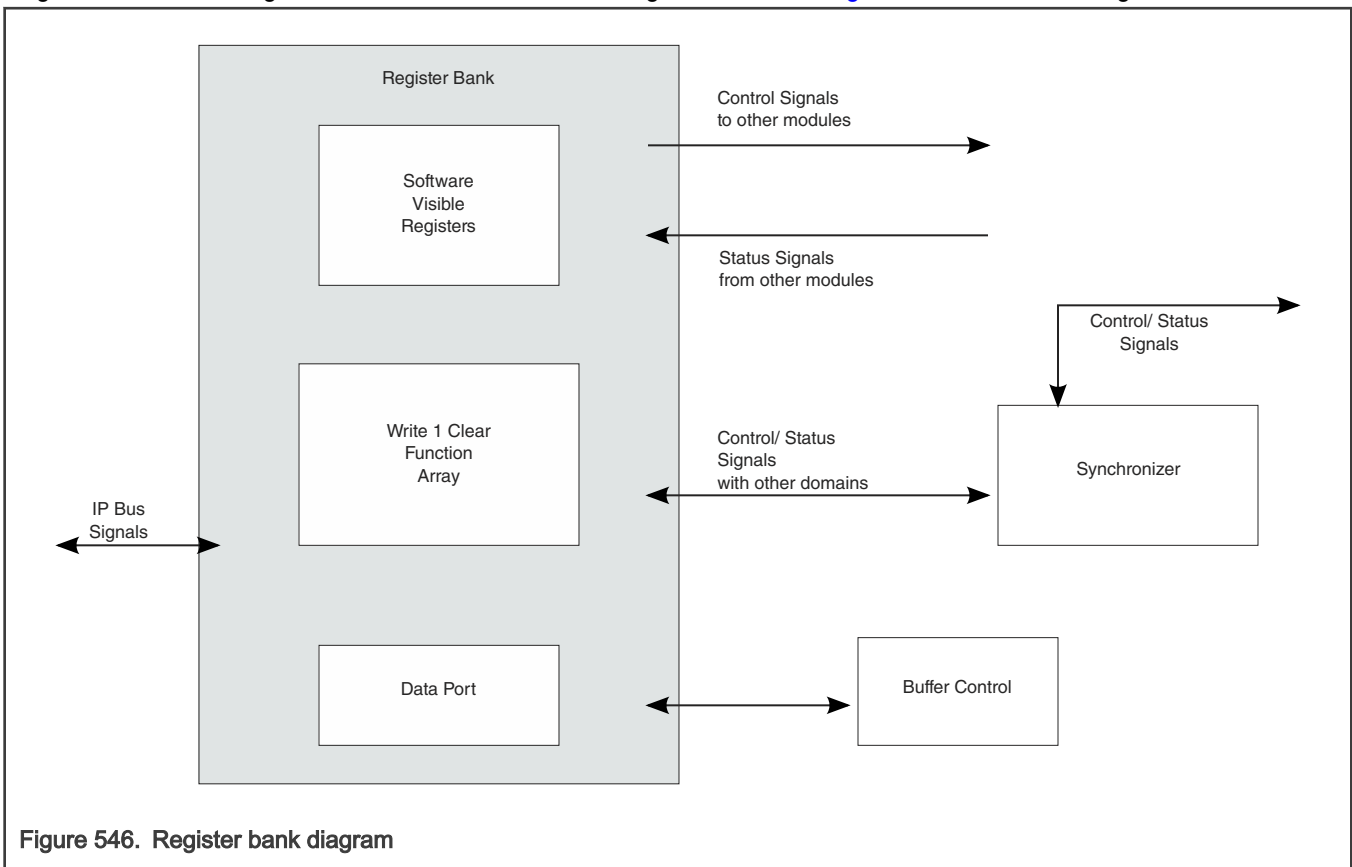 Register Bank
Software
Visible
Registers
Control Signals
to other modules
Status Signals
from other modules
Control/ Status
Signals
Write 1 Clear
Function
Array
Control/ Status
Signals
with other domains
Synchronizer
IP Bus
Signals
Data Port
Buffer Control
Figure 546. Register bank diagram